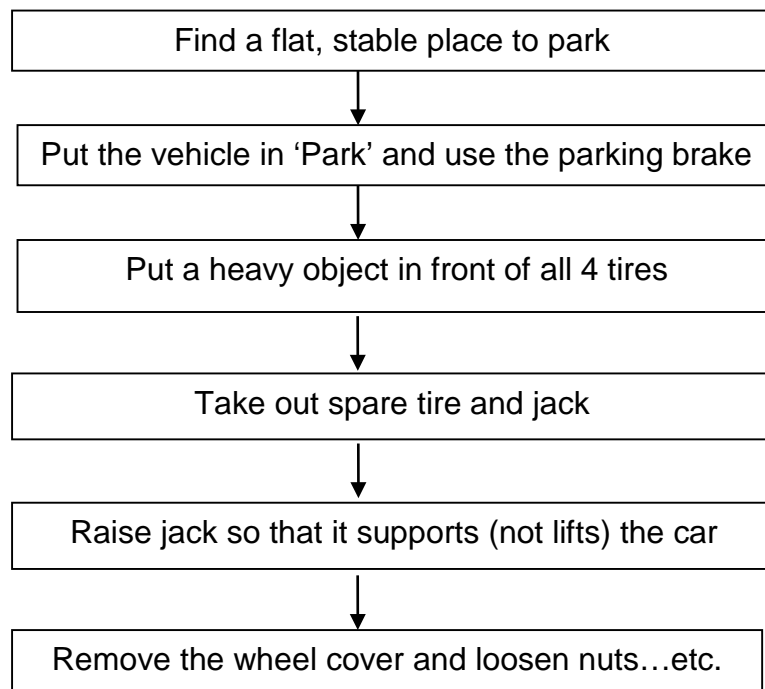 Find a flat, stable place to park
Put the vehicle in ‘Park’ and use the parking brake
Put a heavy object in front of all 4 tires
Take out spare tire and jack
Raise jack so that it supports (not lifts) the car
Remove the wheel cover and loosen nuts…etc.